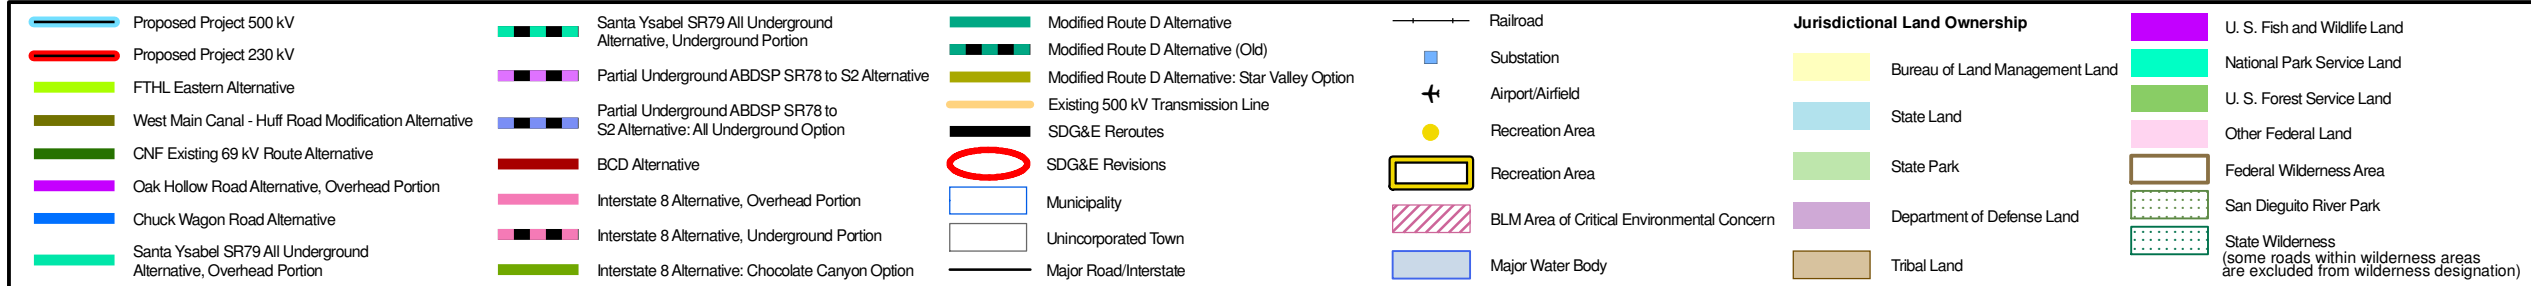 Proposed Project 500 kV
Proposed Project 230 kV
FTHL Eastern Alternative
West Main Canal - Huff Road Modification Alternative
CNF Existing 69 kV Route Alternative
Oak Hollow Road Alternative, Overhead Portion
Chuck Wagon Road Alternative
Santa Ysabel SR79 All Underground
Alternative, Overhead Portion
Santa Ysabel SR79 All Underground
Alternative, Underground Portion
Partial Underground ABDSP SR78 to S2 Alternative
Partial Underground ABDSP SR78 to
S2 Alternative: All Underground Option
BCD Alternative
Interstate 8 Alternative, Overhead Portion
Interstate 8 Alternative, Underground Portion
Interstate 8 Alternative: Chocolate Canyon Option
Modified Route D Alternative
Modified Route D Alternative (Old)
Modified Route D Alternative: Star Valley Option
Existing 500 kV Transmission Line
SDG&E Reroutes
SDG&E Revisions
Municipality
Unincorporated Town
Major Road/Interstate
Railroad
Substation
Airport/Airfield
Recreation Area
Recreation Area
BLM Area of Critical Environmental Concern
Major Water Body
Jurisdictional Land Ownership
Bureau of Land Management Land
State Land
State Park
Department of Defense Land
Tribal Land
U. S. Fish and Wildlife Land
National Park Service Land
U. S. Forest Service Land
Other Federal Land
Federal Wilderness Area
San Dieguito River Park
State Wilderness
(some roads within wilderness areas
are excluded from wilderness designation)